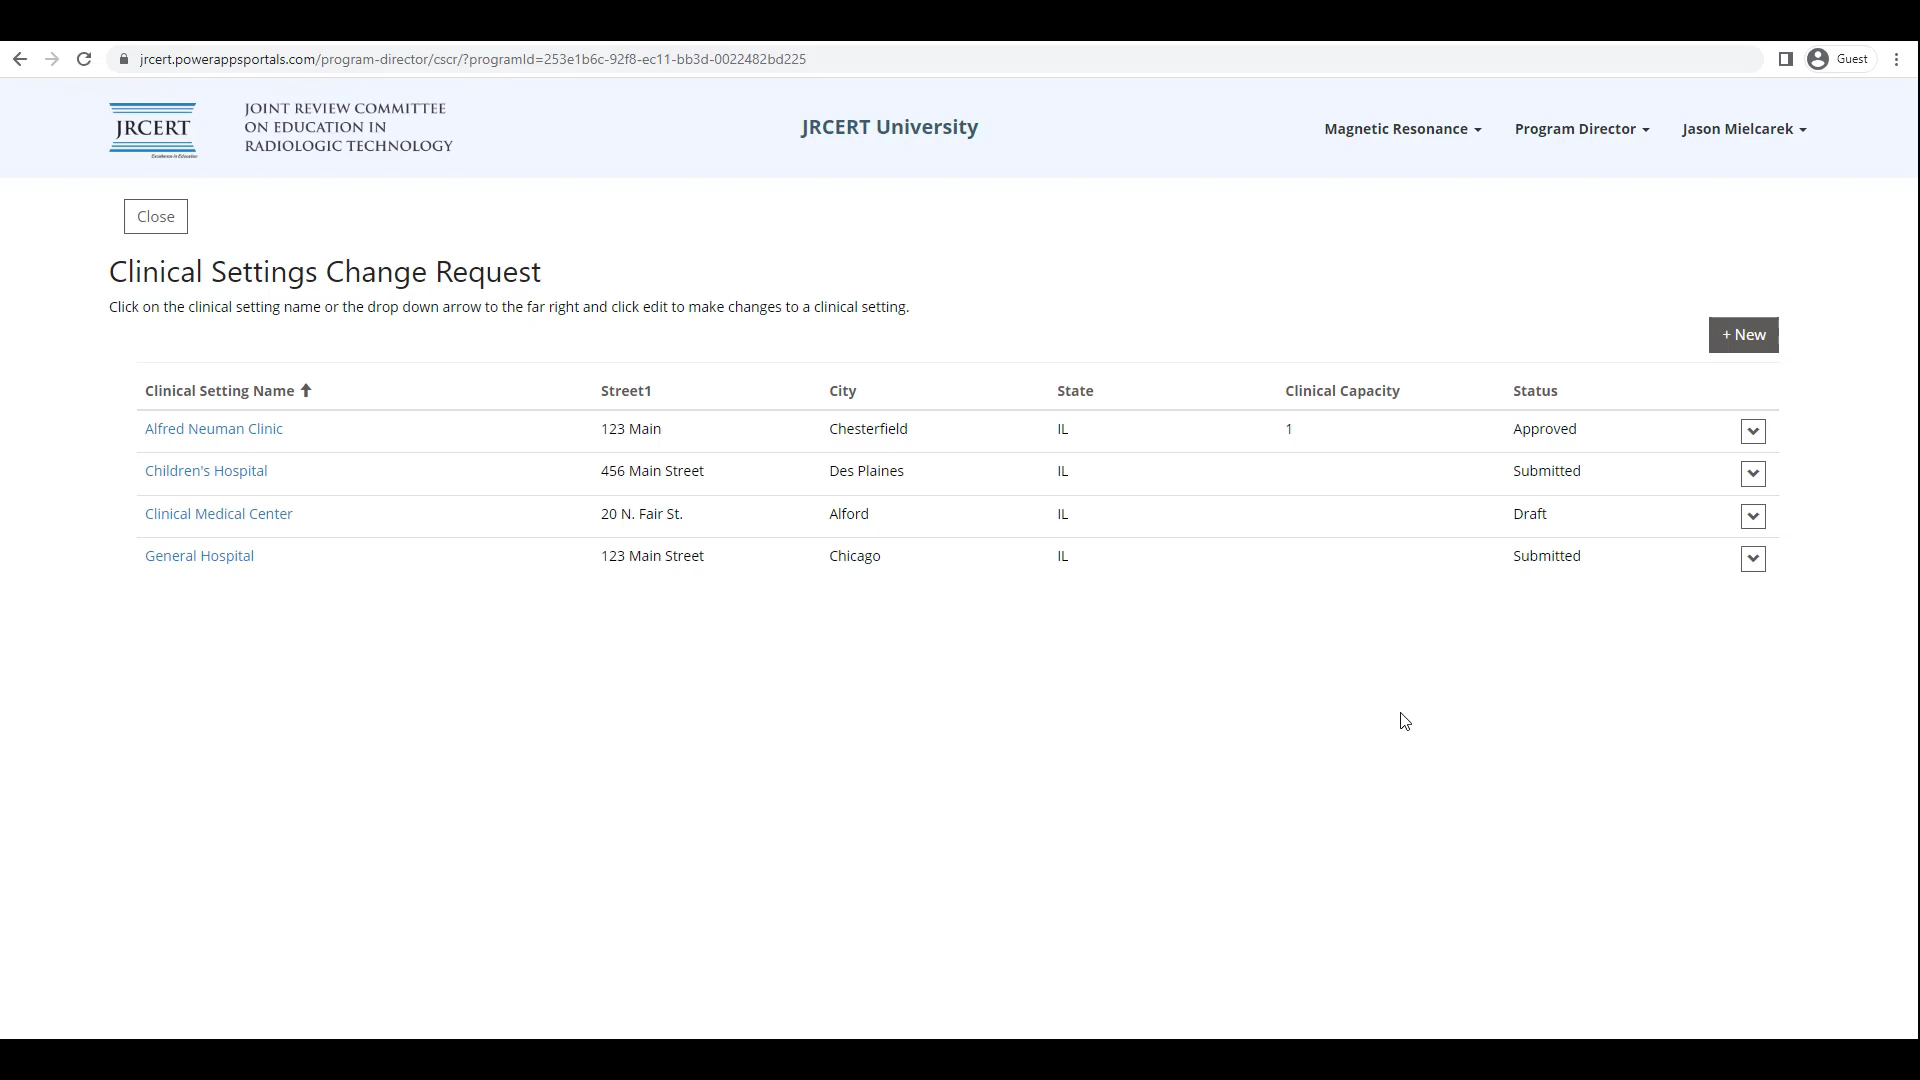 jrcert.powerappsportals.com/program-director/cscr/?programId=253e1b6c-92f8-ec11-bb3d-0022482bd225
Guest
JRCERT
Excellence in Education
JOINT REVIEW COMMITTEE
ON EDUCATION IN
RADIOLOGIC TECHNOLOGY
JRCERT University
Magnetic Resonance
Program Director
Jason Mielcarek
Close
Clinical Settings Change Request
Click on the clinical setting name or the drop down arrow to the far right and click edit to make changes to a clinical setting.
+ New
Clinical Setting Name Street1 City State Clinical Capacity Status
Alfred Neuman Clinic 123 Main Chesterfield IL 1 Approved
Children's Hospital 456 Main Street Des Plaines IL Submitted
Clinical Medical Center 20 N. Fair St. Alford IL Draft
General Hospital 123 Main Street Chicago IL Submitted